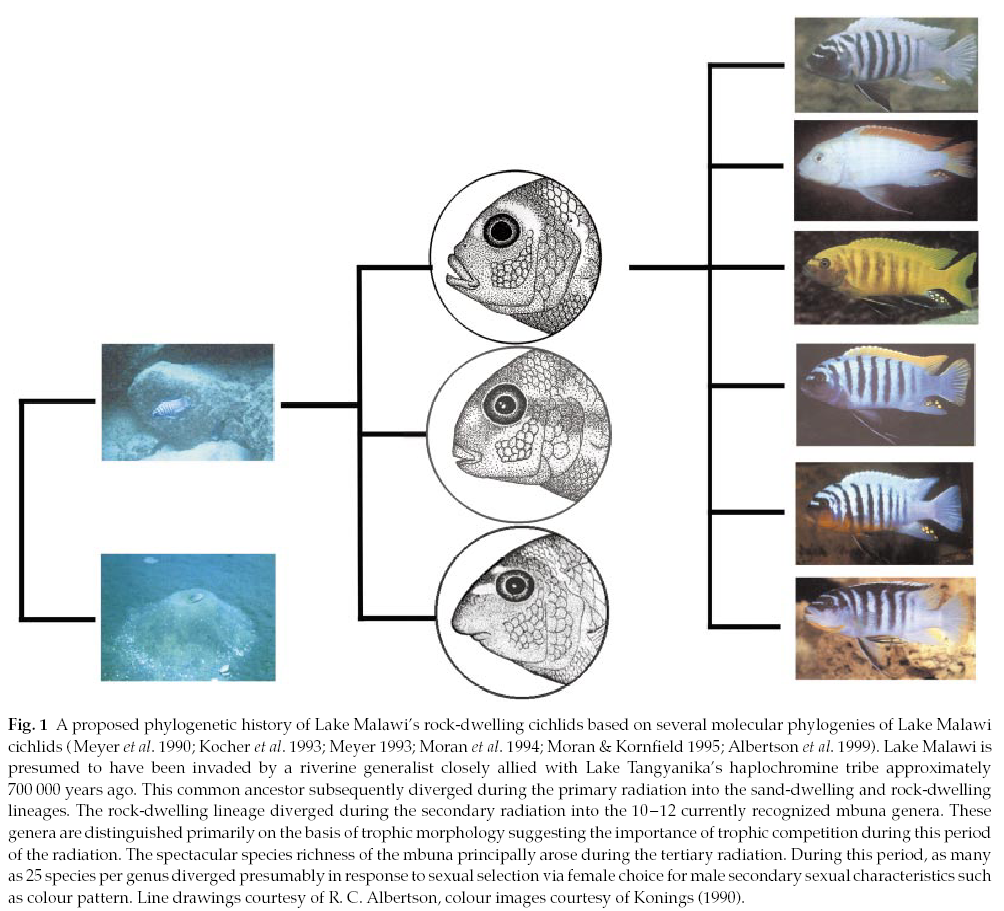 Fig. 1 A proposed phylogenetic history of Lake Malawi's rock-dwelling cichlids based on several molecular phylogenies of Lake Malawi
cichlids (Meyer et al. 1990; Kocher et al. 1993; Meyer 1993; Moran et al. 1994; Moran & Kornfield 1995; Albertson et al. 1999). Lake Malawi is
presumed to have been invaded by a riverine generalist closely allied with Lake Tangyanika's haplochromine tribe approximately
700 000 years ago. This common ancestor subsequently diverged during the primary radiation into the sand-dwelling and rock-dwelling
lineages. The rock-dwelling lineage diverged during the secondary radiation into the 10–12 currently recognized mbuna genera. These
genera are distinguished primarily on the basis of trophic morphology suggesting the importance of trophic competition during this period
of the radiation. The spectacular species richness of the mbuna principally arose during the tertiary radiation. During this period, as many
as 25 species per genus diverged presumably in response to sexual selection via female choice for male secondary sexual characteristics such
as colour pattern. Line drawings courtesy of R. C. Albertson, colour images courtesy of Konings (1990).